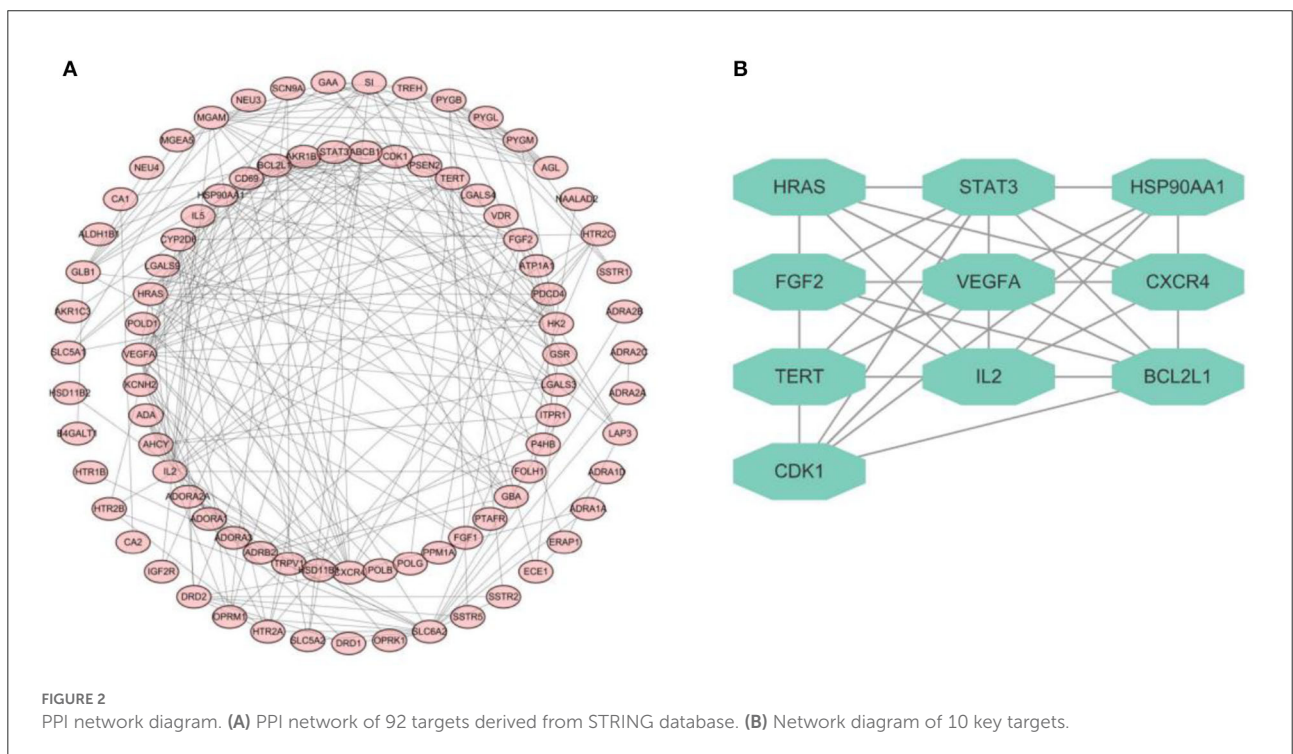 A
B
GAA
SI
TREH
SCN9A
PYGB
NEU3
PYGL
MGAM
PYGM
MGEA5
AGL
NEU4
NAALAD2
CA1
HTR2C
ALDH1B1
SSTR1
GLB1
ADRA2B
AKR1C3
ADRA2C
SLC5A1
ADRA2A
HSD11B2
LAP3
B4GALT1
ADRA1D
HTR1B
ADRA1A
HTR2B
ERAP1
CA2
ECE1
IGF2R
SSTR2
DRD2
SSTR5
OPRM1
SLC6A2
HTR2A
OPRK1
SLC5A2
DRD1
STAT3
ABCB1
CDK1
AKR1B1
PSEN2
BCL2L1
TERT
CD69
LGALS4
HSP90AA1
VDR
IL5
FGF2
CYP2D6
ATP1A1
LGALS9
PDCD4
HRAS
HK2
POLD1
GSR
VEGFA
LGALS3
KCNH2
ITPR1
ADA
P4HB
AHCY
FOLH1
IL2
GBA
ADORA2A
PTAFR
ADORA1
FGF1
ADORA3
PPM1A
ADRB2
POLG
TRPV1
POLB
CXCR4
HRAS STAT3 HSP90AA1
FGF2 VEGFA CXCR4
TERT IL2 BCL2L1
CDK1
FIGURE 2
PPI network diagram. (A) PPI network of 92 targets derived from STRING database. (B) Network diagram of 10 key targets.